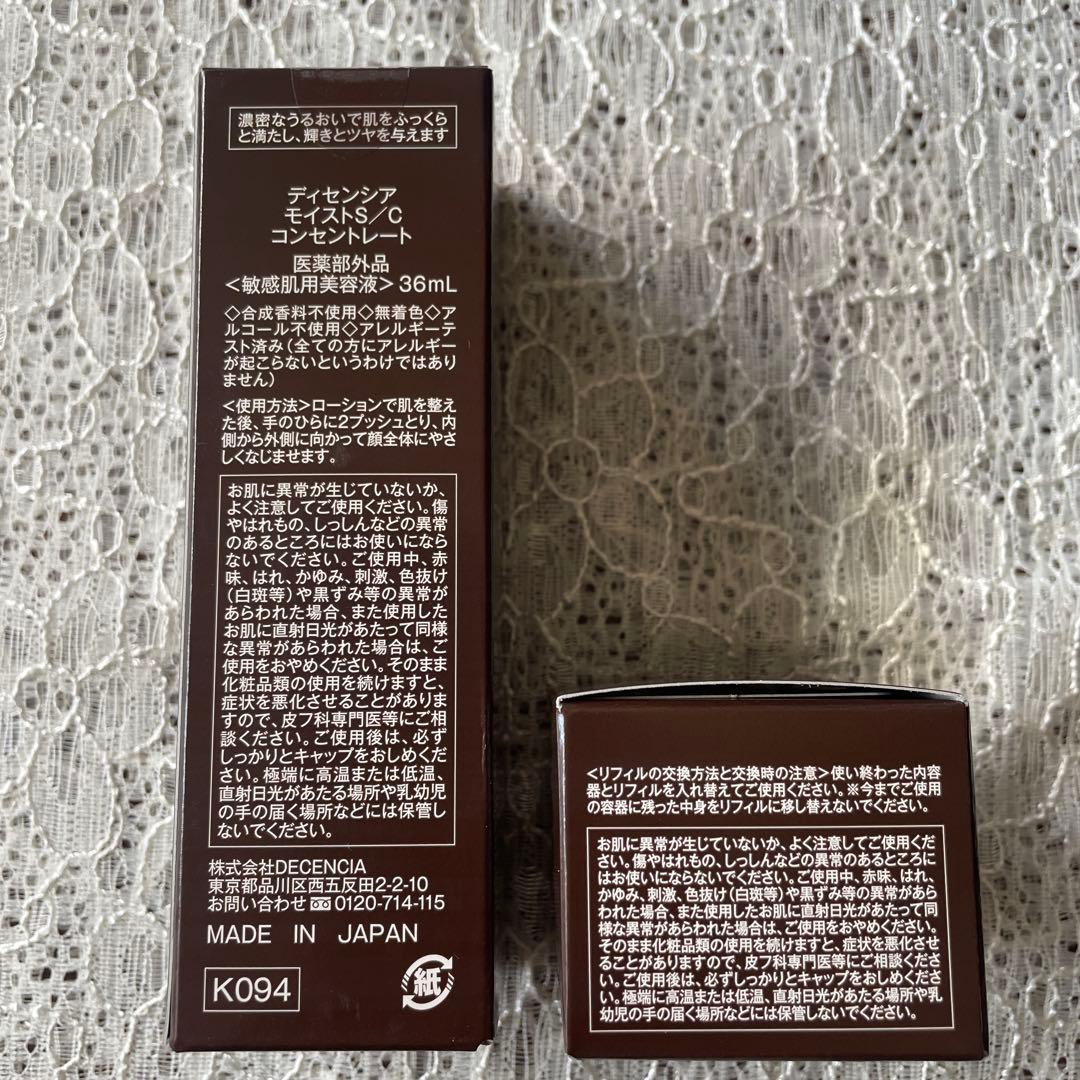 濃密なうるおいで肌をふっくら
と満たし、輝きとツヤを与えます
ディセンシア
モイストS／C
コンセントレート
医薬部外品
＜敏感肌用美容液＞36mL
◇合成香料不使用◇無着色◇ア
ルコール不使用◇アレルギーテ
スト済み（全ての方にアレルギー
が起こらないというわけではあり
ません）
＜使用方法＞ローションで肌を整え
た後、手のひらに2プッシュとり、内
側から外側に向かって顔全体にやさ
しくなじませます。
お肌に異常が生じていないか、
よく注意してご使用ください。傷
やはれもの、しっしんなどの異常
のあるところにはお使いになら
ないでください。ご使用中、赤
味、はれ、かゆみ、刺激、色抜け
（白斑等）や黒ずみ等の異常が
あらわれた場合、また使用した
お肌に直射日光があたって同様
な異常があらわれた場合は、ご
使用をおやめください。そのまま
化粧品類の使用を続けますと、
症状を悪化させることがありま
すので、皮フ科専門医等にご相
談ください。ご使用後は、必ず
しっかりとキャップをおしめくだ
さい。極端に高温または低温、
直射日光があたる場所や乳幼児
の手の届く場所などには保管し
ないでください。
株式会社DECENCIA
東京都品川区西五反田2-2-10
お問い合わせ 0120-714-115
MADE IN JAPAN
K094
紙
＜リフィルの交換方法と交換時の注意＞使い終わった内容
器とリフィルを入れ替えてご使用ください。※今までご使用
の容器に残った中身をリフィルに移し替えないでください。
お肌に異常が生じていないか、よく注意してご使用くだ
さい。傷やはれもの、しっしんなどの異常のあるところに
はお使いにならないでください。ご使用中、赤味、はれ、
かゆみ、刺激、色抜け（白斑等）や黒ずみ等の異常があら
われた場合、また使用したお肌に直射日光があたって同
様な異常があらわれた場合は、ご使用をおやめください。
そのまま化粧品類の使用を続けますと、症状を悪化させ
ることがありますので、皮フ科専門医等にご相談くださ
い。ご使用後は、必ずしっかりとキャップをおしめくださ
い。極端に高温または低温、直射日光があたる場所や乳
幼児の手の届く場所などには保管しないでください。